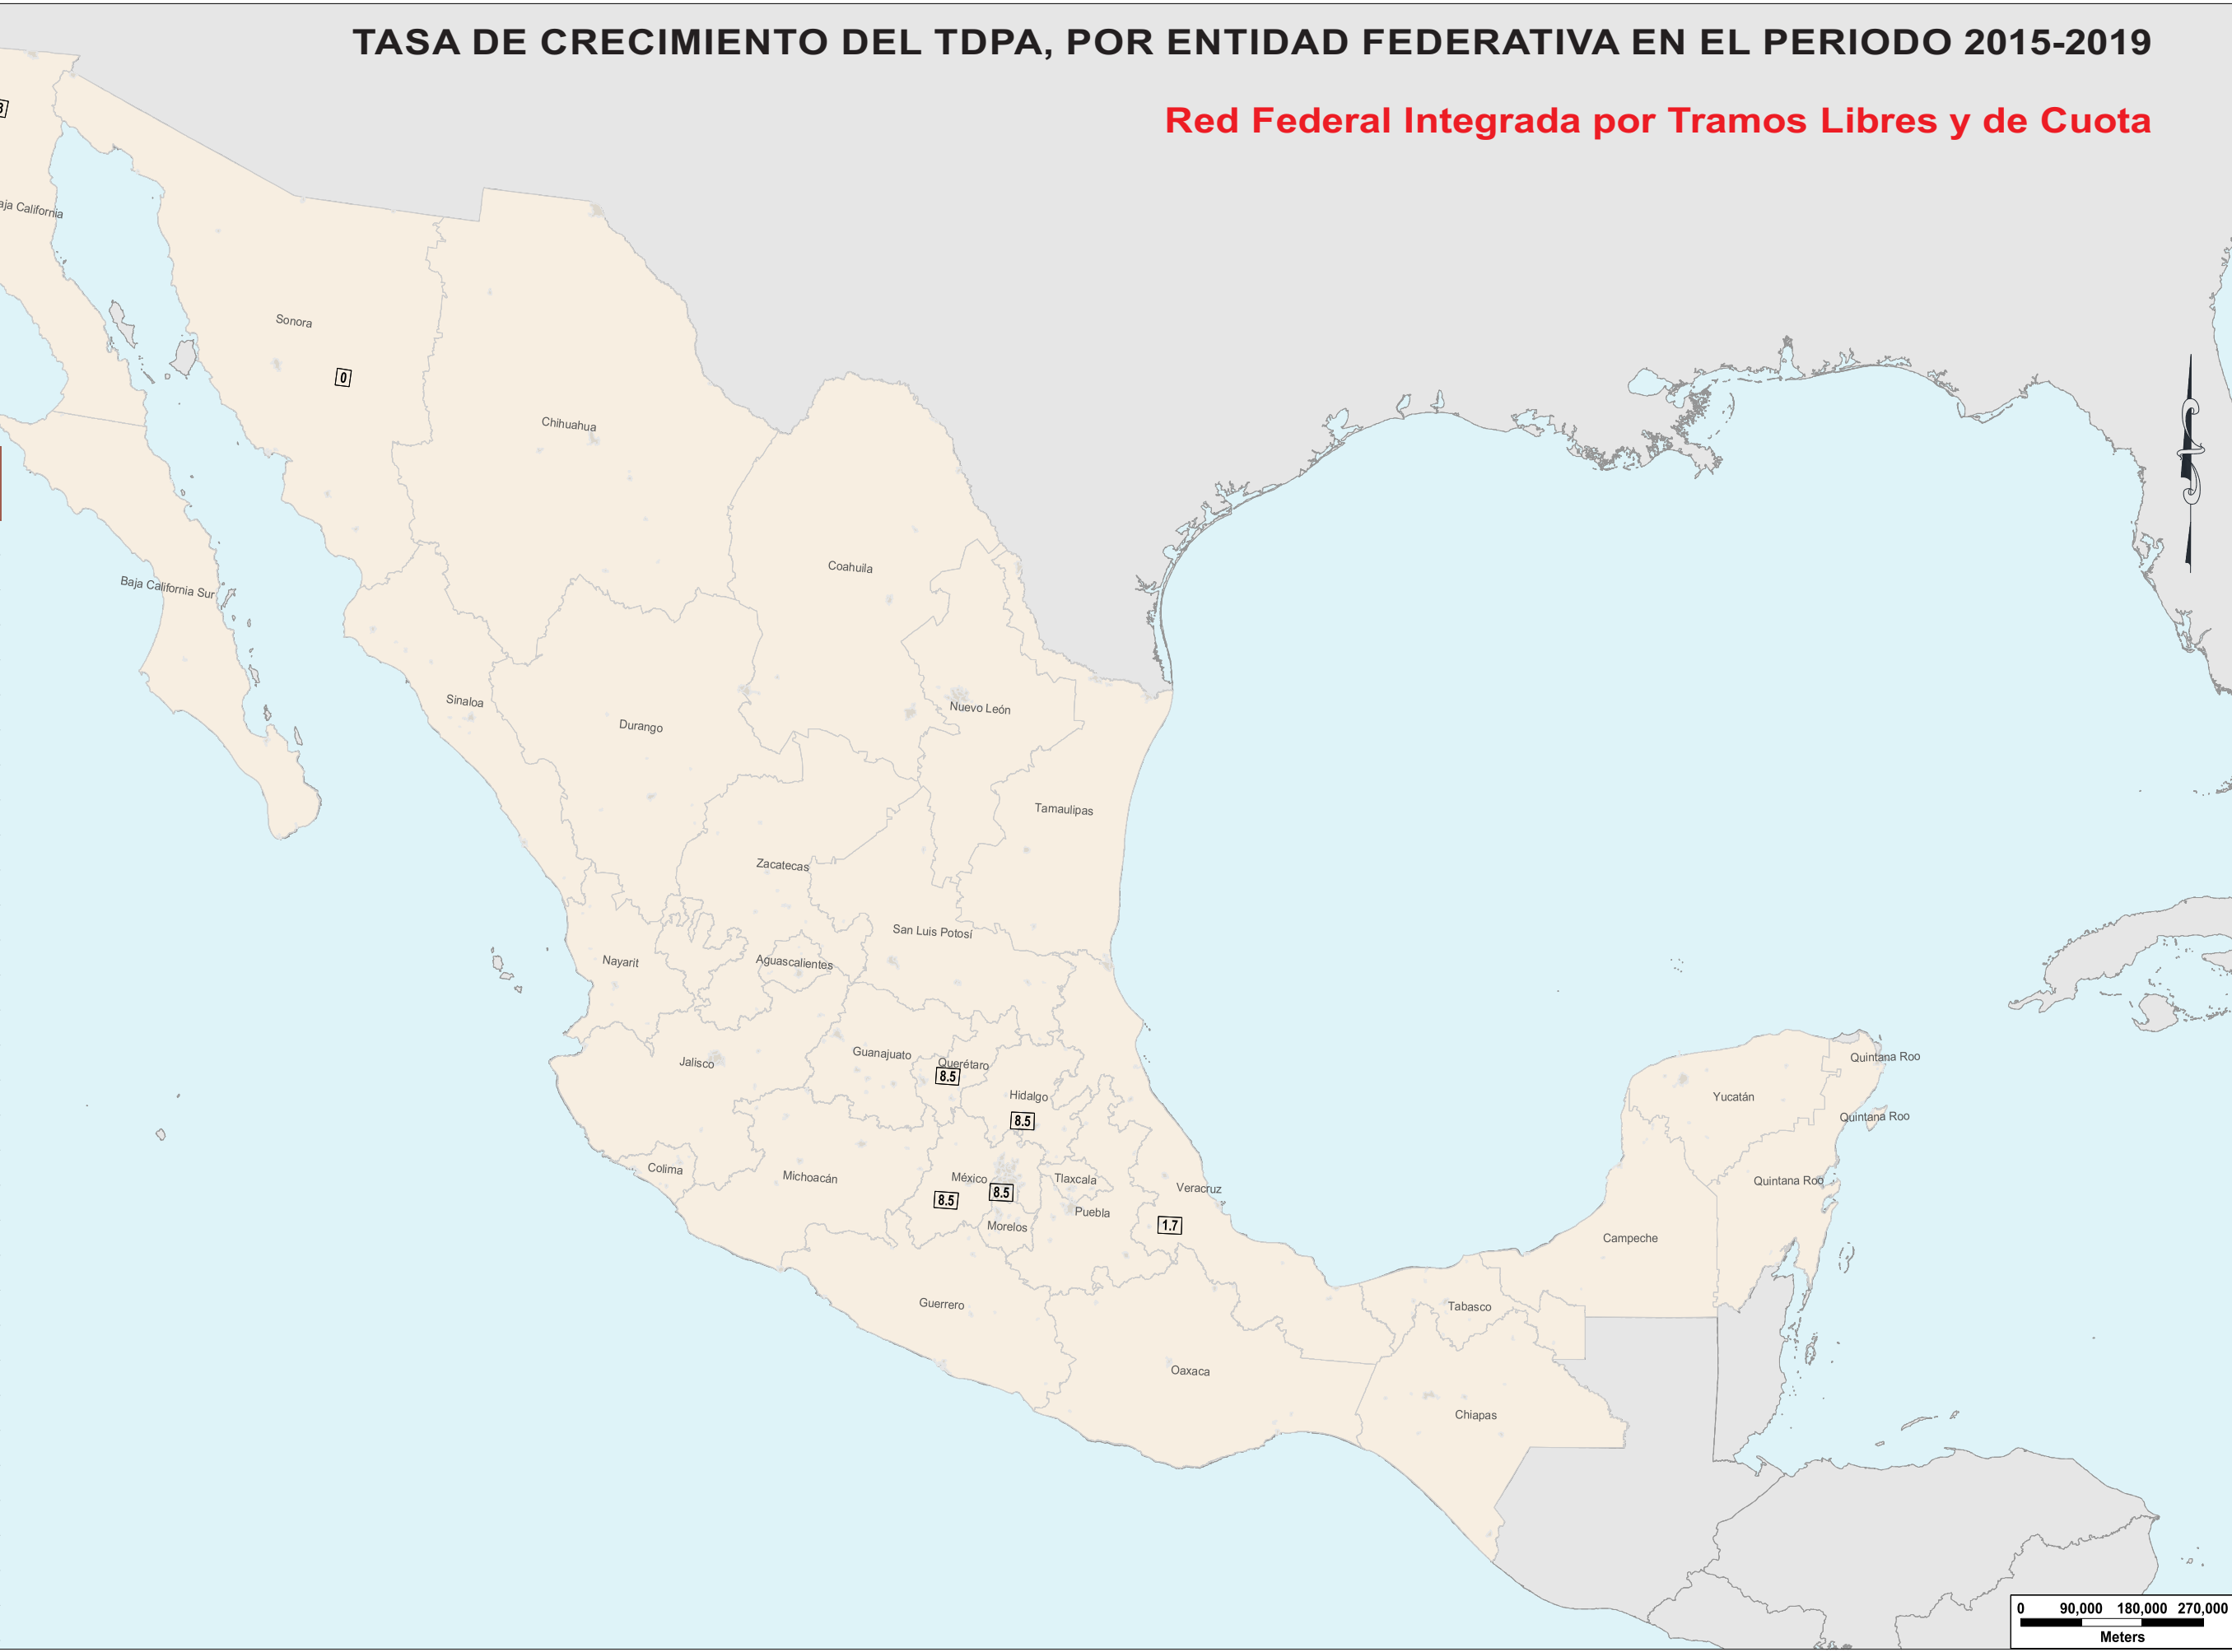 TASA DE CRECIMIENTO DEL TDPA, POR ENTIDAD FEDERATIVA EN EL PERIODO 2015-2019
Red Federal Integrada por Tramos Libres y de Cuota
aja California
Sonora
0
Chihuahua
Coahuila
Baja California Sur
Sinaloa
Durango
Nuevo León
Tamaulipas
Zacatecas
San Luis Potosí
Nayarit
Aguascalientes
Jalisco
Guanajuato
Querétaro
8.5
Hidalgo
8.5
Colima
Michoacán
México
8.5
8.5
Tlaxcala
Puebla
Morelos
Veracruz
1.7
Guerrero
Oaxaca
Tabasco
Chiapas
Campeche
Yucatán
Quintana Roo
Quintana Roo
Quintana Roo
0 90,000 180,000 270,000
Meters